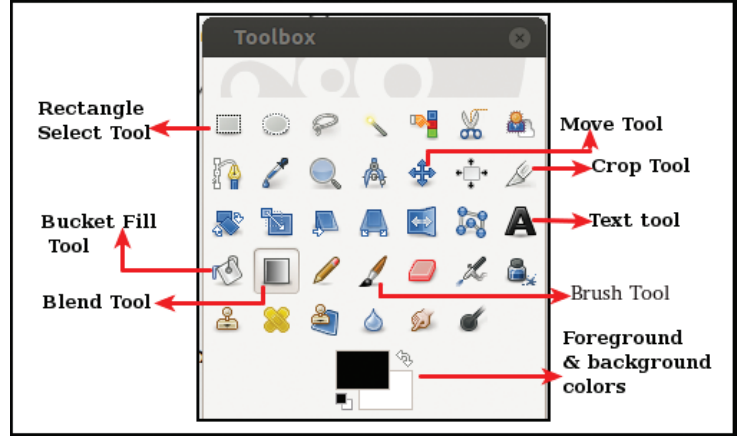 Toolbox
Rectangle
Select Tool
Move Tool
Crop Tool
Bucket Fill
Tool
Text tool
Blend Tool
Brush Tool
Foreground
& background
colors